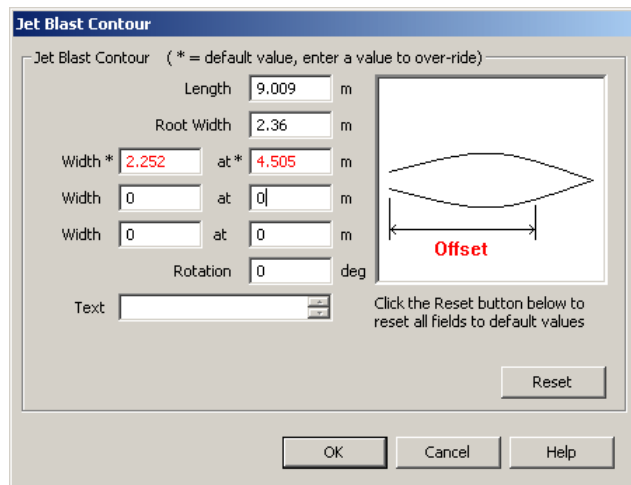 Jet Blast Contour
Jet Blast Contour ( * = default value, enter a value to over-ride)
Length 9.009 m
Root Width 2.36 m
Width * 2.252 at * 4.505 m
Width 0 at 0 m
Width 0 at 0 m
Rotation 0 deg
Text
Offset
Click the Reset button below to
reset all fields to default values
Reset
OK Cancel Help